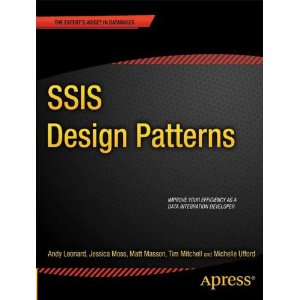 THE EXPERT'S VOICE® IN DATABASES
SSIS
Design Patterns
IMPROVE YOUR EFFICIENCY AS A
DATA INTEGRATION DEVELOPER
Andy Leonard, Jessica Moss, Matt Masson, Tim Mitchell and Michelle Ufford
Apress®